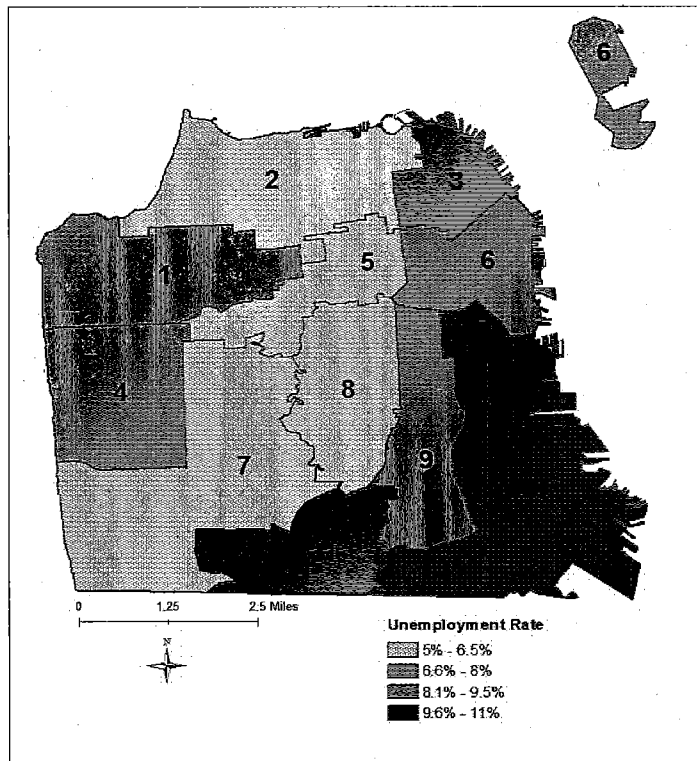 6
2
3
1
5
6
4
8
7
9
0 1.25 2.5 Miles
N
Unemployment Rate
5% - 6.5%
6.6% - 8%
8.1% - 9.5%
9.6% - 11%